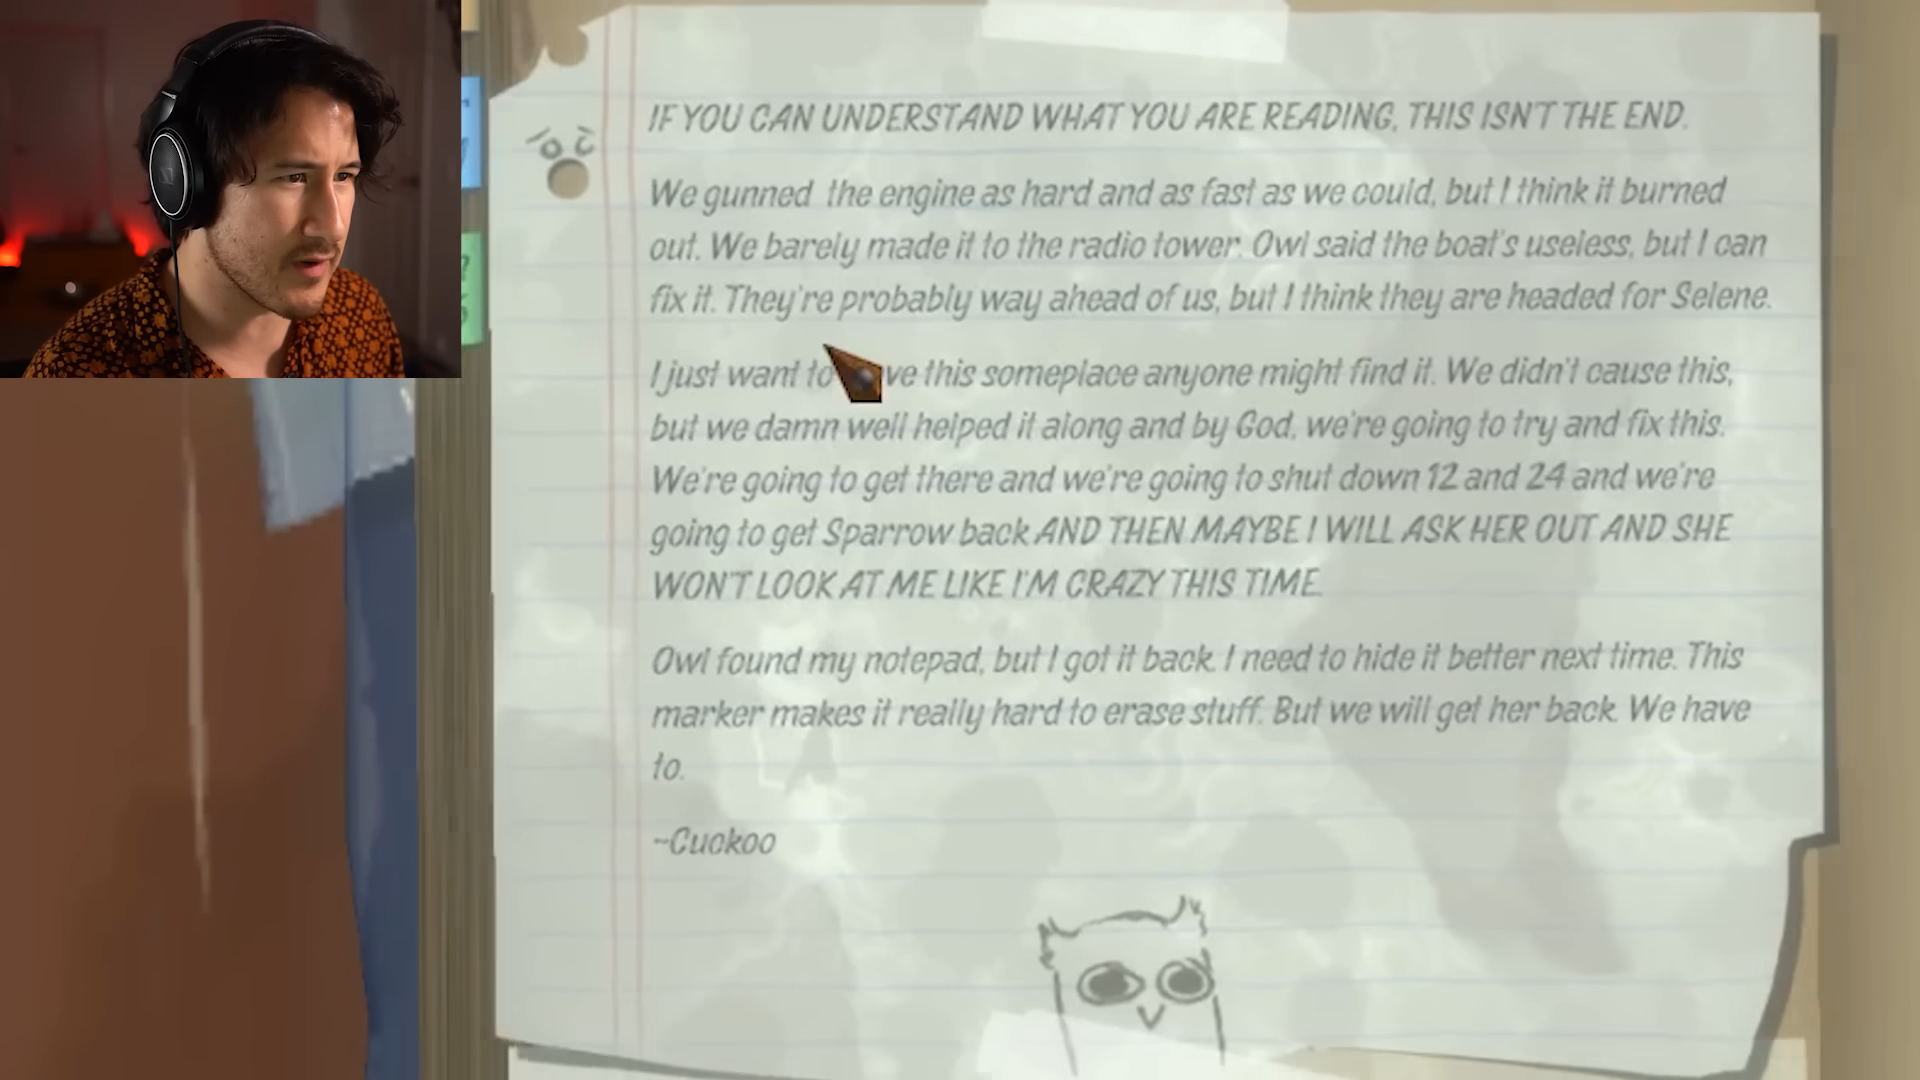 IF YOU CAN UNDERSTAND WHAT YOU ARE READING, THIS ISN'T THE END.
We gunned the engine as hard and as fast as we could, but I think it burned
out. We barely made it to the radio tower. Owl said the boat's useless, but I can
fix it. They're probably way ahead of us, but I think they are headed for Selene.
I just want to ve this someplace anyone might find it. We didn't cause this,
but we damn well helped it along and by God, we're going to try and fix this.
We're going to get there and we're going to shut down 12 and 24 and we're
going to get Sparrow back AND THEN MAYBE I WILL ASK HER OUT AND SHE
WON'T LOOK AT ME LIKE I'M CRAZY THIS TIME.
Owl found my notepad, but I got it back. I need to hide it better next time. This
marker makes it really hard to erase stuff. But we will get her back. We have
to.
~Cuckoo